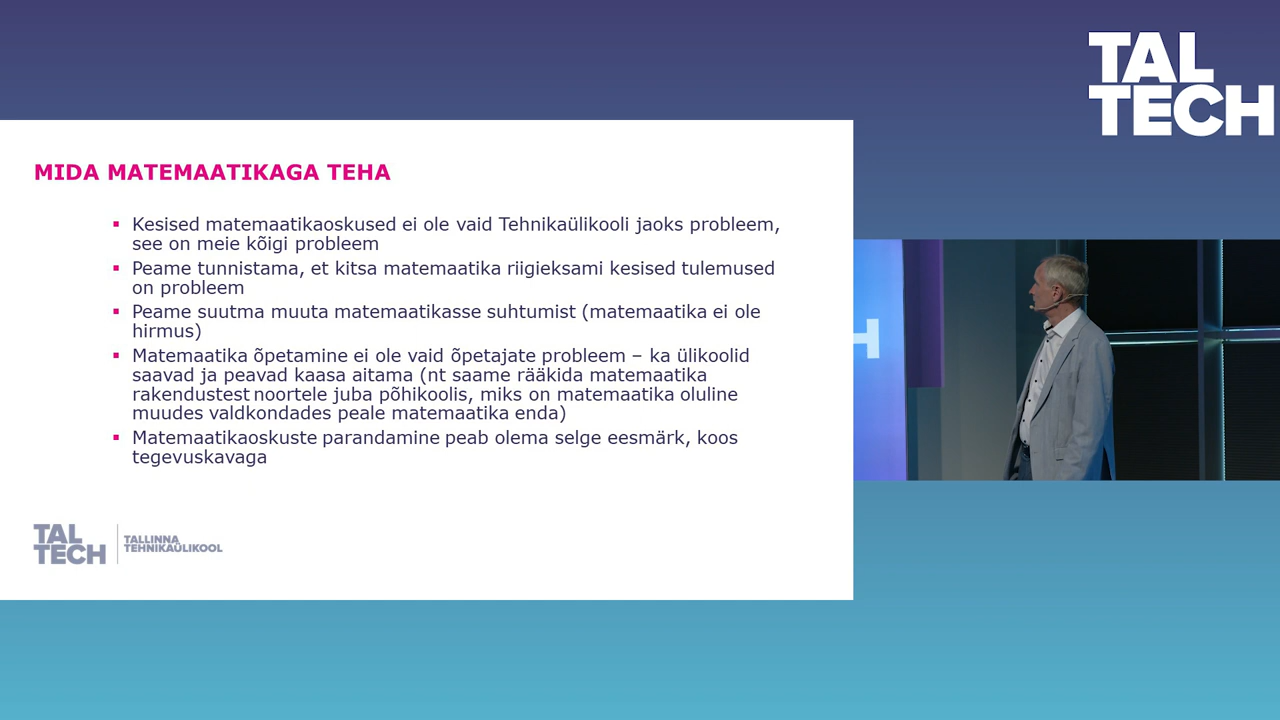 TAL
TECH
MIDA MATEMAATIKAGA TEHA
▪ Kesised matemaatikaoskused ei ole vaid Tehnikaülikooli jaoks probleem,
see on meie kõigi probleem
▪ Peame tunnistama, et kitsa matemaatika riigieksami kesised tulemused
on probleem
▪ Peame suutma muuta matemaatikasse suhtumist (matemaatika ei ole
hirmus)
▪ Matemaatika õpetamine ei ole vaid õpetajate probleem – ka ülikoolid
saavad ja peavad kaasa aitama (nt saame rääkida matemaatika
rakendustest noortele juba põhikoolis, miks on matemaatika oluline
muudes valdkondades peale matemaatika enda)
▪ Matemaatikaoskuste parandamine peab olema selge eesmärk, koos
tegevuskavaga
H
TAL
TECH
TALLINNA
TEHNIKAÜLIKOOL